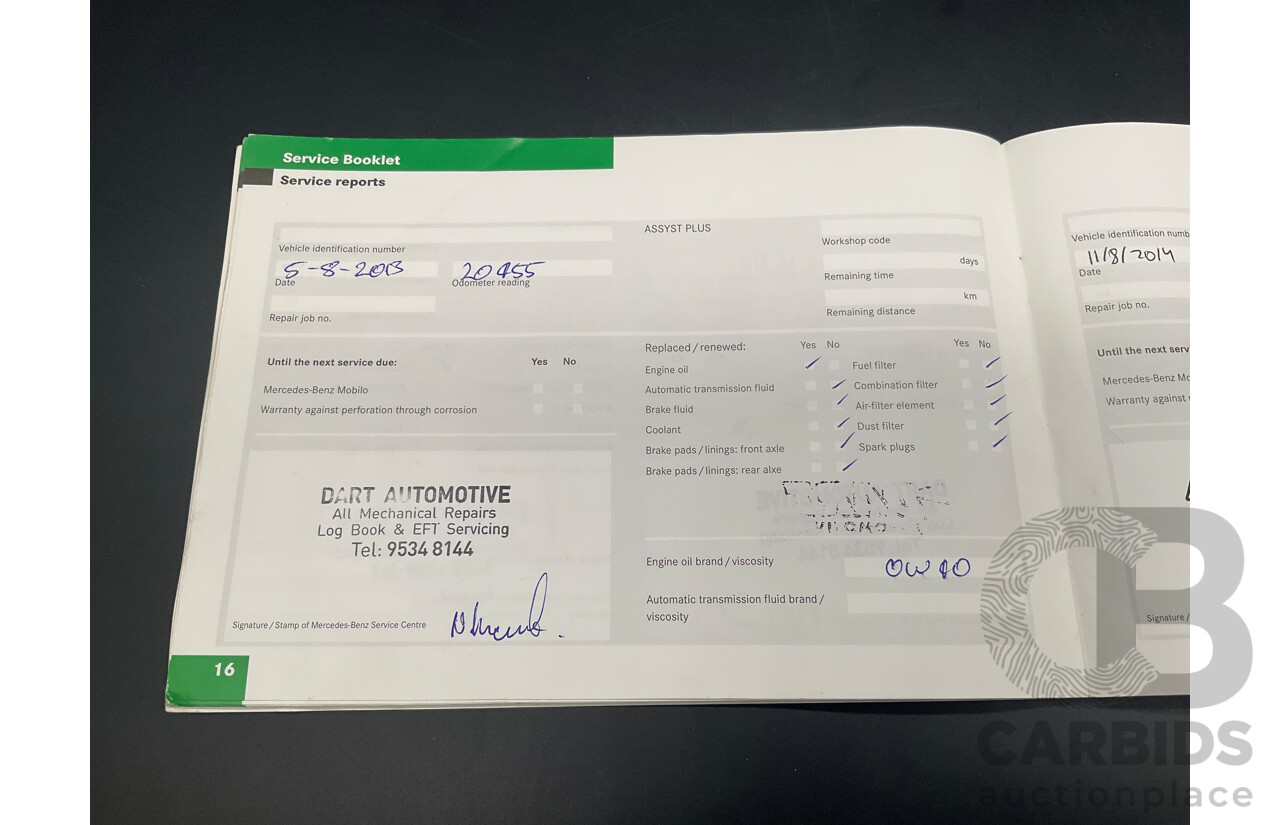 Service Booklet
Service reports
Vehicle identification number
5-8-2013
Date
20455
Odometer reading
Repair job no.
ASSYST PLUS
Workshop code
days
Remaining time
km
Remaining distance
Until the next service due: Yes No
Mercedes-Benz Mobilo
Warranty against perforation through corrosion
Replaced / renewed: Yes No Yes No
Engine oil Fuel filter
Automatic transmission fluid Combination filter
Brake fluid Air-filter element
Coolant Dust filter
Brake pads / linings: front axle Spark plugs
Brake pads / linings: rear alxe
DART AUTOMOTIVE
All Mechanical Repairs
Log Book & EFT Servicing
Tel: 9534 8144
Signature / Stamp of Mercedes-Benz Service Centre
Engine oil brand / viscosity
0W40
Automatic transmission fluid brand /
viscosity
16
Vehicle identification numb
11/8/2014
Date
Repair job no.
Until the next serv
Mercedes-Benz Mo
Warranty against
Signature /
CB
CARBIDS
auctionplace